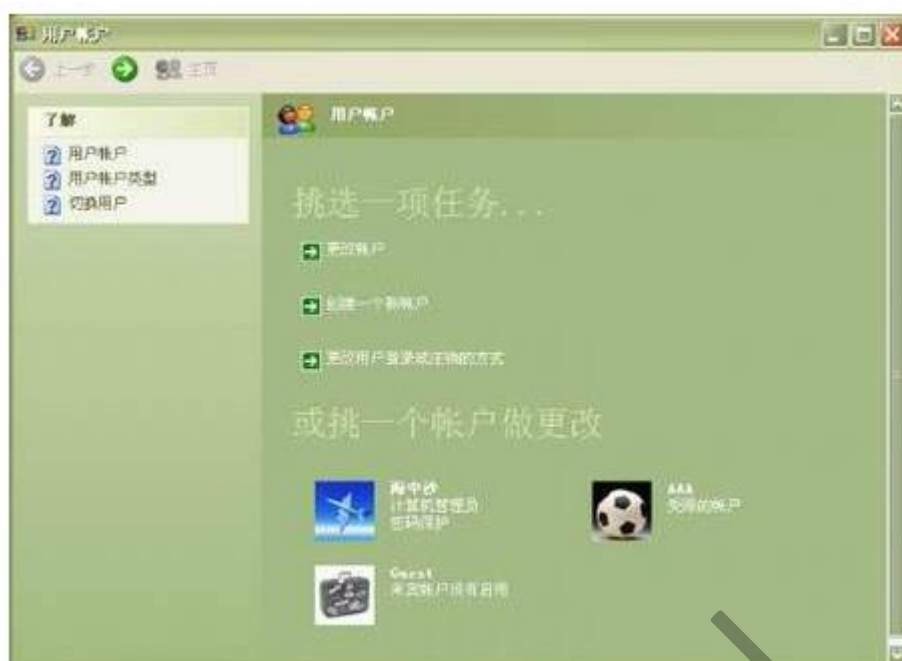 用户帐户
上一步
主页
了解
用户帐户
用户帐户类型
切换用户
用户帐户
挑选一项任务...
更改帐户
创建一个新帐户
更改用户登录或注销的方式
或挑一个帐户做更改
海中沙
计算机管理员
密码保护
AAA
受限的帐户
Guest
来宾帐户没有启用